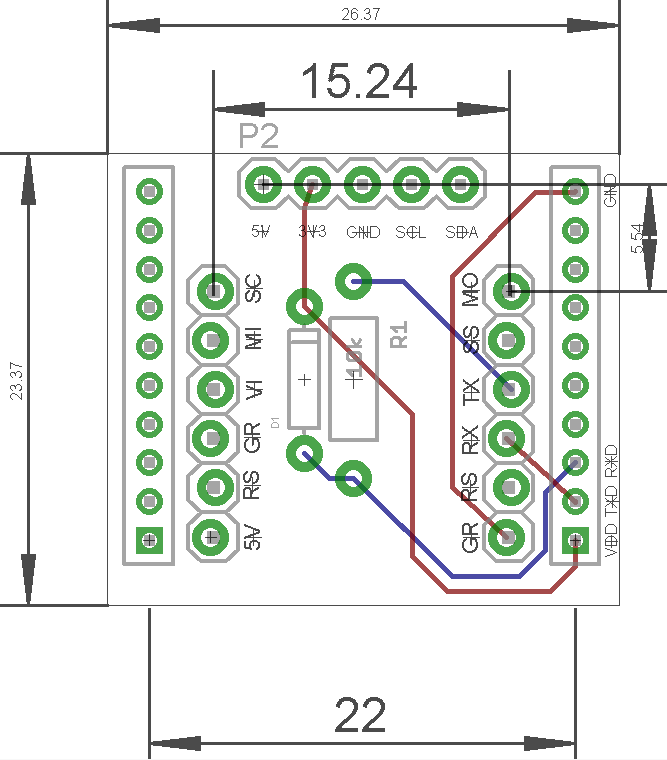 26.37
15.24
P2
GND
5V 3V3 GND SCL SDA
5.54
SC
MO
MI
SS
R1
10k
23.37
VI
TX
D1
GR
RX
RS
RS
RXD
TXD
VDD
5V
GR
22